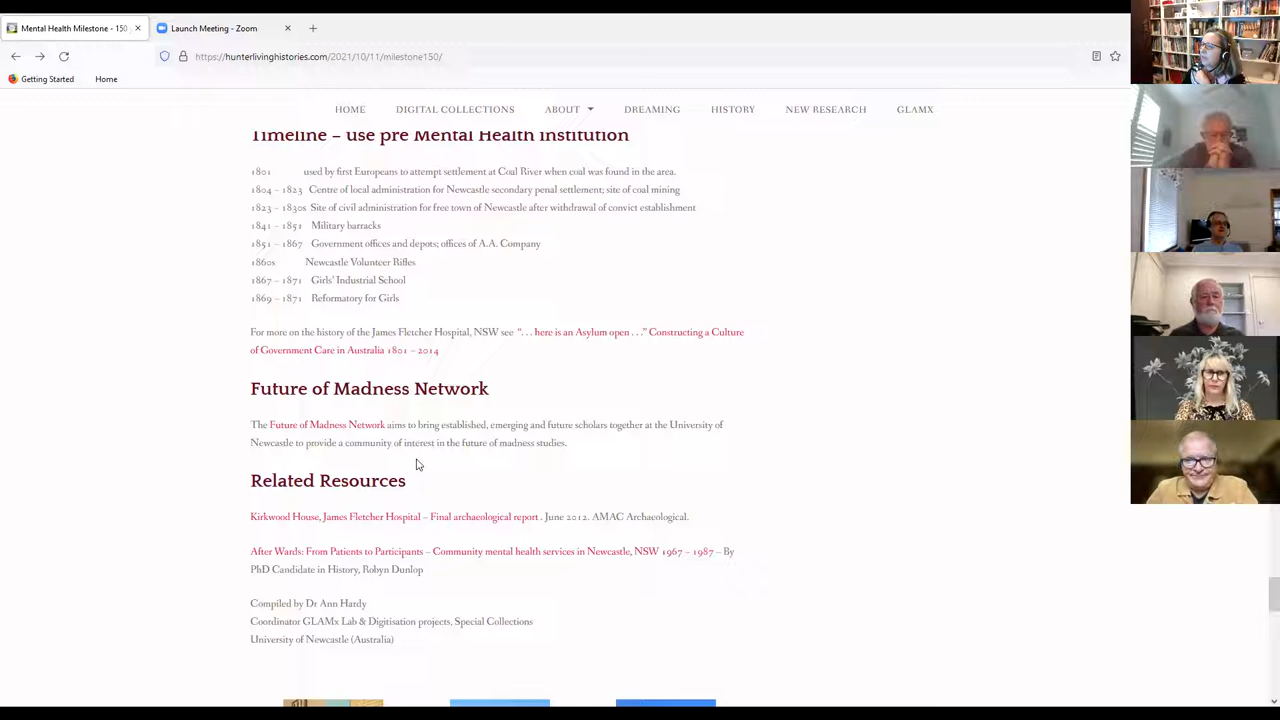 Mental Health Milestone - 150
Launch Meeting - Zoom
https://hunterlivinghistories.com/2021/10/11/milestone150/
Getting Started
Home
HOME
DIGITAL COLLECTIONS
ABOUT
DREAMING
HISTORY
NEW RESEARCH
GLAMX
Timeline – use pre Mental Health institution
1801 used by first Europeans to attempt settlement at Coal River when coal was found in the area.
1804 – 1823 Centre of local administration for Newcastle secondary penal settlement; site of coal mining
1823 – 1830s Site of civil administration for free town of Newcastle after withdrawal of convict establishment
1841 – 1851 Military barracks
1851 – 1867 Government offices and depots; offices of A.A. Company
1860s Newcastle Volunteer Rifles
1867 – 1871 Girls' Industrial School
1869 – 1871 Reformatory for Girls
For more on the history of the James Fletcher Hospital, NSW see “. . . here is an Asylum open . . .” Constructing a Culture
of Government Care in Australia 1801 – 2014
Future of Madness Network
The Future of Madness Network aims to bring established, emerging and future scholars together at the University of
Newcastle to provide a community of interest in the future of madness studies.
Related Resources
Kirkwood House, James Fletcher Hospital – Final archaeological report . June 2012. AMAC Archacological.
After Wards: From Patients to Participants – Community mental health services in Newcastle, NSW 1967 – 1987 – By
PhD Candidate in History, Robyn Dunlop
Compiled by Dr Ann Hardy
Coordinator GLAMx Lab & Digitisation projects, Special Collections
University of Newcastle (Australia)